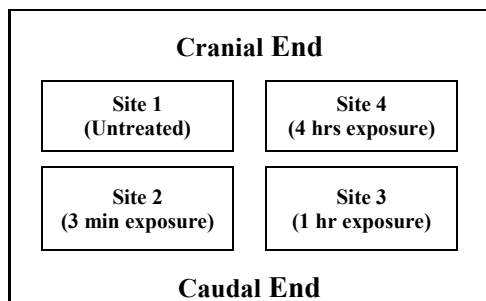 Cranial End
Site 1
(Untreated)
Site 4
(4 hrs exposure)
Site 2
(3 min exposure)
Site 3
(1 hr exposure)
Caudal End